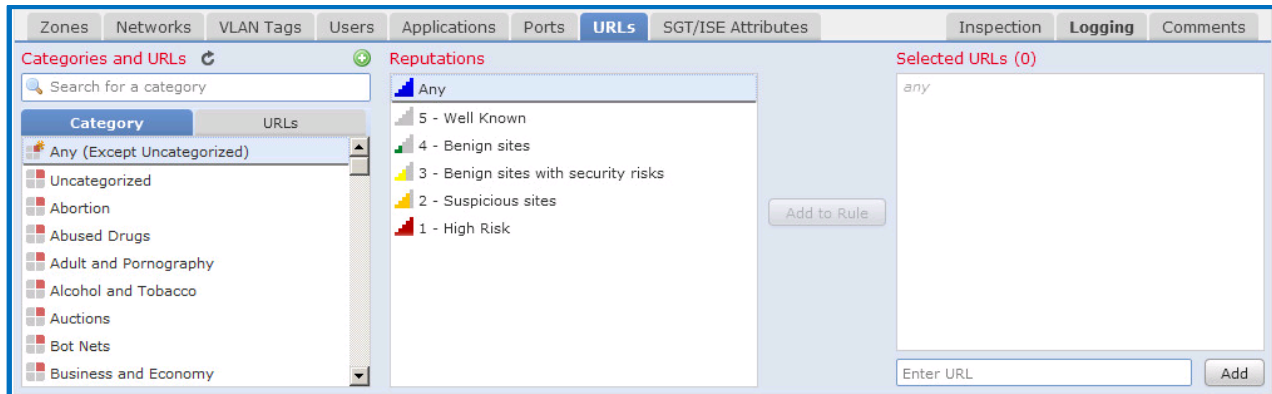 Zones Networks VLAN Tags Users Applications Ports URLs SGT/ISE Attributes Inspection Logging Comments
Categories and URLs
Search for a category
Category URLs
Any (Except Uncategorized)
Uncategorized
Abortion
Abused Drugs
Adult and Pornography
Alcohol and Tobacco
Auctions
Bot Nets
Business and Economy
Reputations
Any
5 - Well Known
4 - Benign sites
3 - Benign sites with security risks
2 - Suspicious sites
1 - High Risk
Add to Rule
Selected URLs (0)
any
Enter URL Add